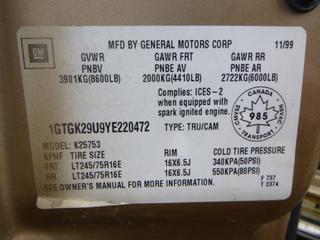 GM
MFD BY GENERAL MOTORS CORP 11/99
GVWR GAWR FRT GAWR RR
PNBV PNBE AV PNBE AR
3901KG(8600LB) 2000KG(4410LB) 2722KG(6000LB)
Complies: ICES-2
when equipped with
spark ignited engine.
CANADA
CMVSS 985 NSVAC
TRANSPORT
1GTGK29U9YE220472 TYPE: TRU/CAM
MODEL: K25753
KPNF TIRE SIZE RIM COLD TIRE PRESSURE
FRT LT245/75R16E 16X6.5J 340KPA(50PSI)
RR LT245/75R16E 16X6.5J 550KPA(80PSI)
SEE OWNER'S MANUAL FOR MORE INFORMATION.
F 737
T 2374